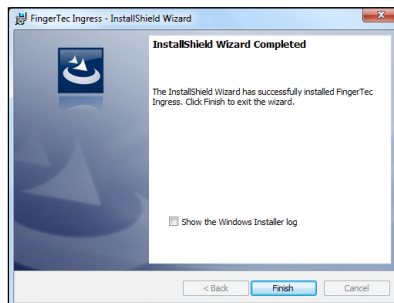 FingerTec Ingress - InstallShield Wizard
InstallShield Wizard Completed
The InstallShield Wizard has successfully installed FingerTec
Ingress. Click Finish to exit the wizard.
Show the Windows Installer log
< Back
Finish
Cancel